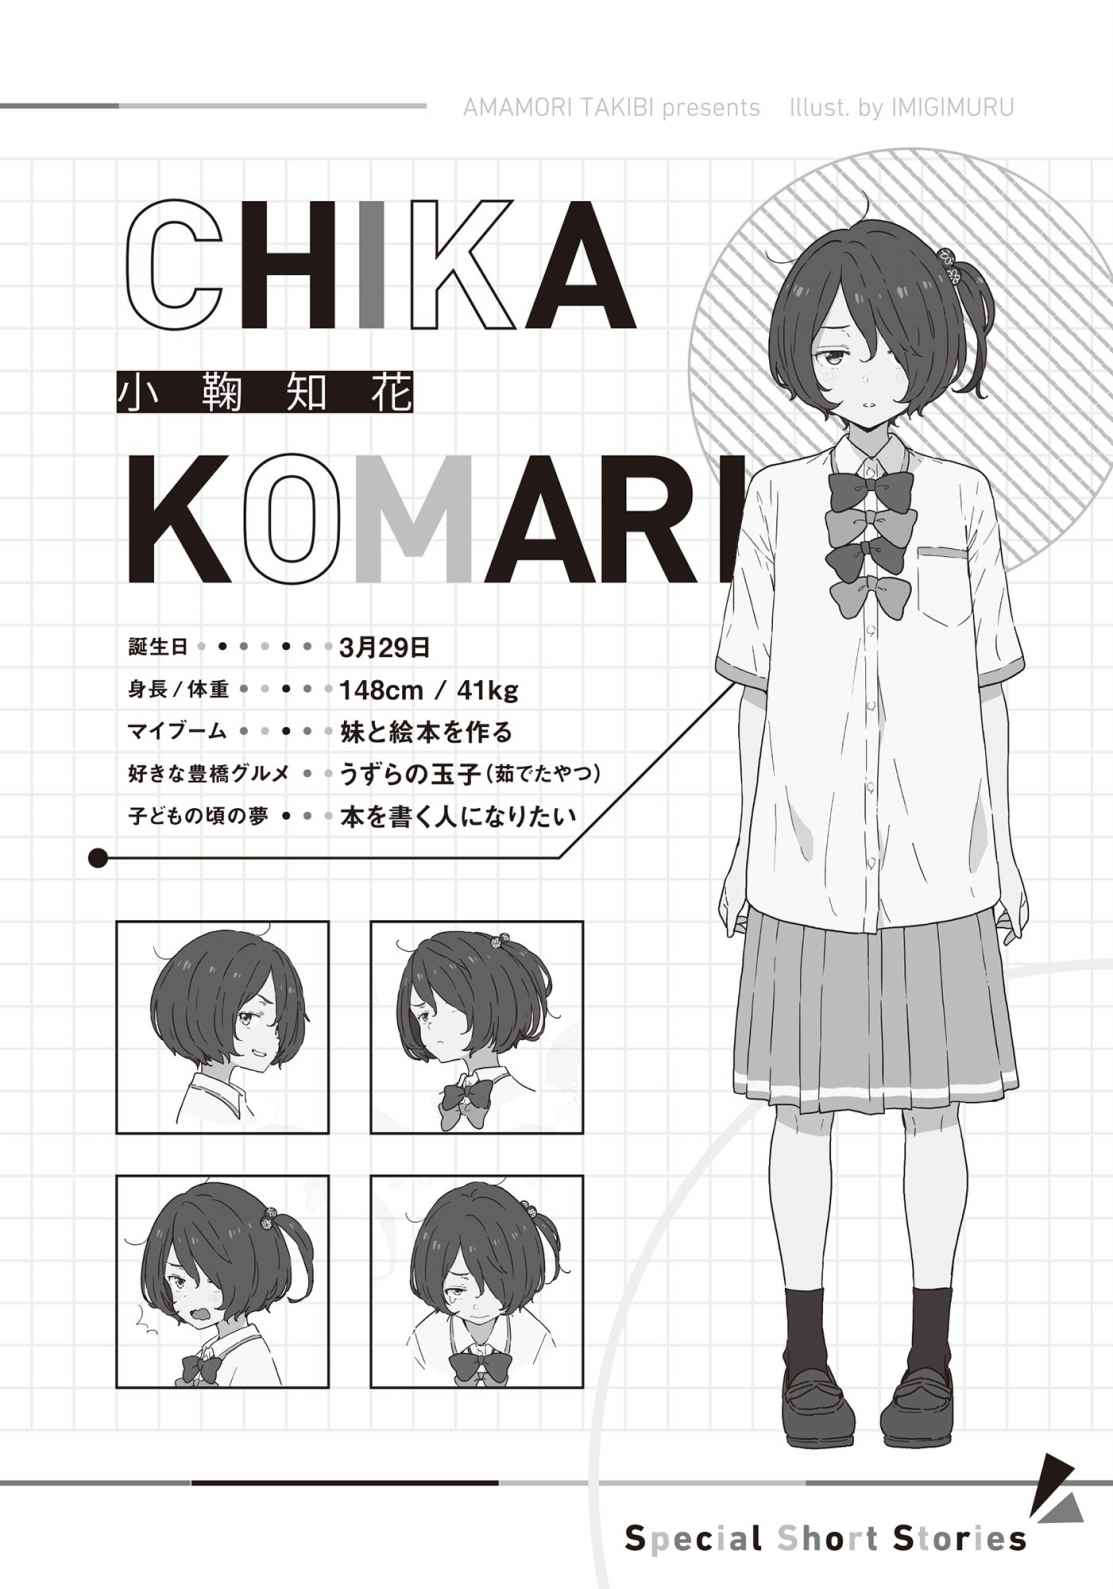 AMAMORI TAKIBI presents Illust. by IMIGIMURU
CHIKA
小鞠知花
KOMARI
誕生日 3月29日
身長/体重 148cm / 41kg
マイブーム 妹と絵本を作る
好きな豊橋グルメ うずらの玉子(茹でたやつ)
子どもの頃の夢 本を書く人になりたい
Special Short Stories